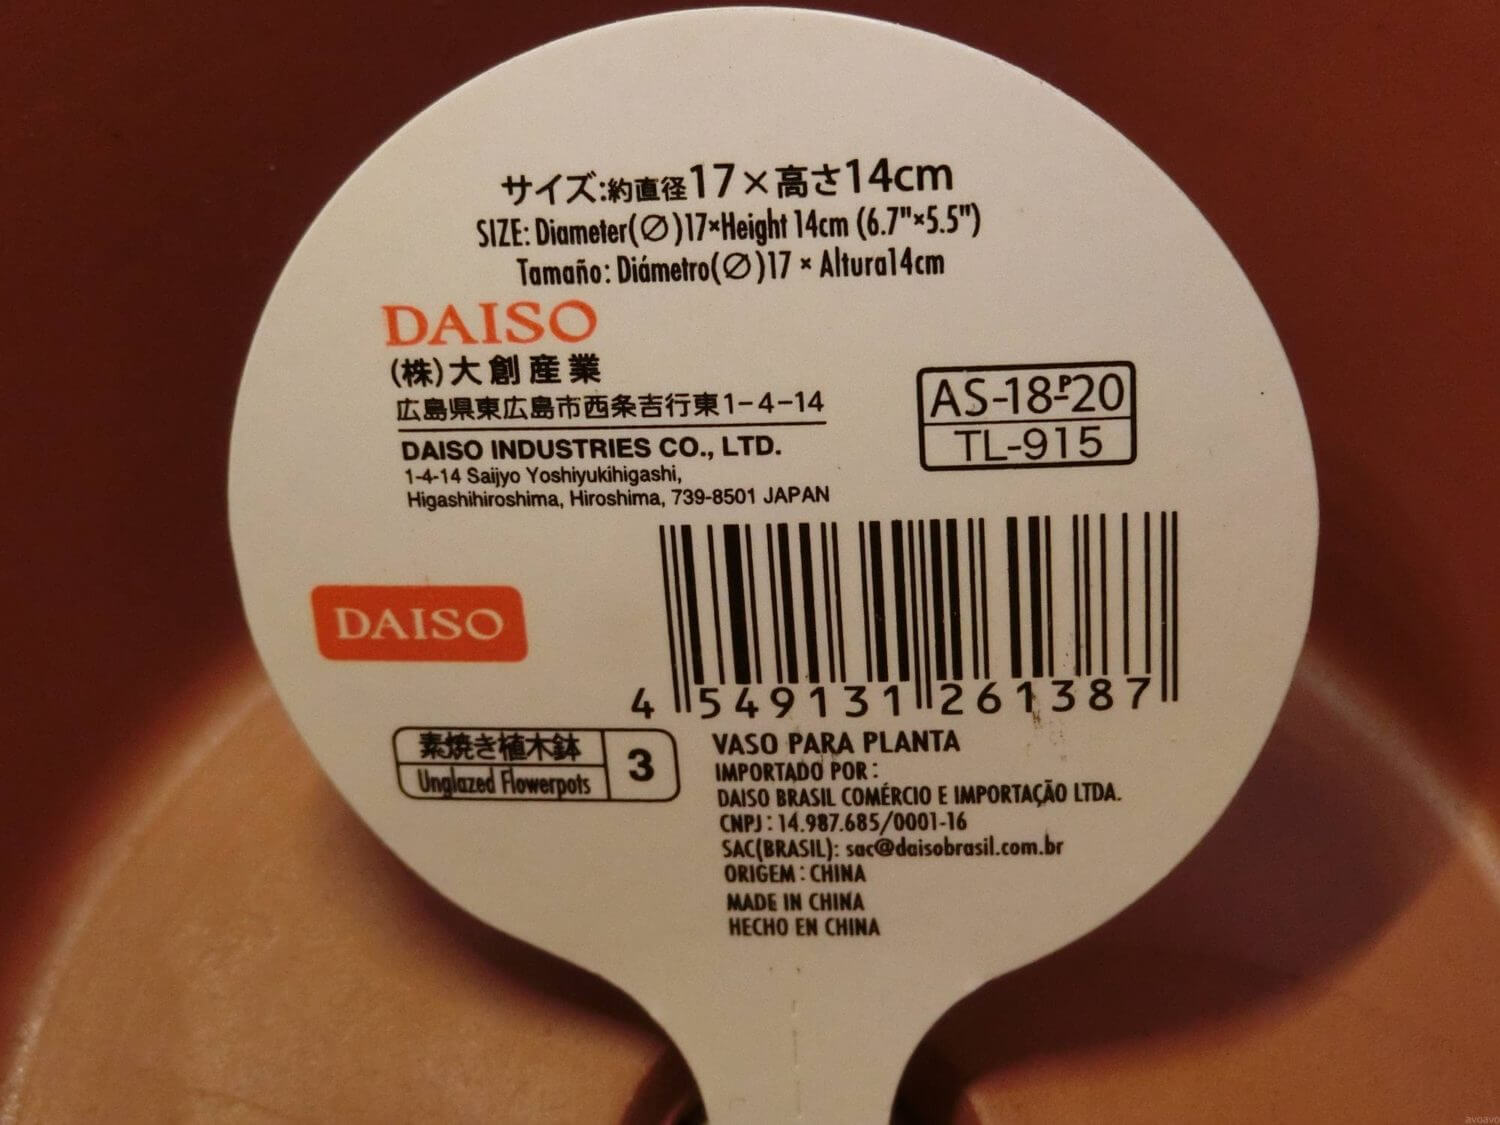 サイズ:約直径17×高さ14cm
SIZE: Diameter(∅)17×Height 14cm (6.7"×5.5")
Tamaño: Diámetro(∅)17 × Altura14cm
DAISO
(株)大創産業
広島県東広島市西条吉行東1-4-14
DAISO INDUSTRIES CO., LTD.
1-4-14 Saijyo Yoshiyukihigashi,
Higashihiroshima, Hiroshima, 739-8501 JAPAN
AS-18-P20
TL-915
DAISO
4 549131 261387
素焼き植木鉢
Unglazed Flowerpots
3
VASO PARA PLANTA
IMPORTADO POR:
DAISO BRASIL COMÉRCIO E IMPORTAÇÃO LTDA.
CNPJ: 14.987.685/0001-16
SAC(BRASIL): sac@daisobrasil.com.br
ORIGEM: CHINA
MADE IN CHINA
HECHO EN CHINA
avoavo